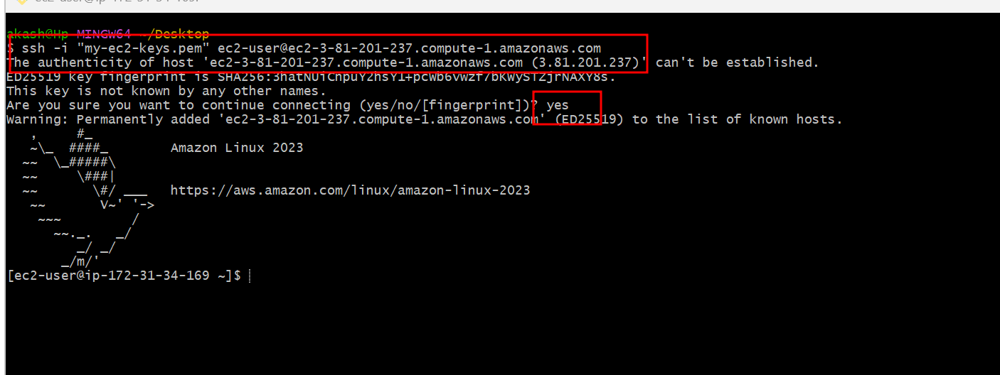 akash@Hp MINGW64 ~/Desktop
$ ssh -i "my-ec2-keys.pem" ec2-user@ec2-3-81-201-237.compute-1.amazonaws.com
The authenticity of host 'ec2-3-81-201-237.compute-1.amazonaws.com (3.81.201.237)' can't be established.
ED25519 key fingerprint is
This key is not known by any other names.
Are you sure you want to continue connecting (yes/no/[fingerprint])? yes
Warning: Permanently added 'ec2-3-81-201-237.compute-1.amazonaws.com' (ED25519) to the list of known hosts.
   ,     #_
   ~\_  ####_        Amazon Linux 2023
  ~~  \_#####\
  ~~     \###|
  ~~       \#/ ___   https://aws.amazon.com/linux/amazon-linux-2023
   ~~       V~' '->
    ~~~         /
      ~~._.   _/
         _/ _/
       _/m/'
[ec2-user@ip-172-31-34-169 ~]$